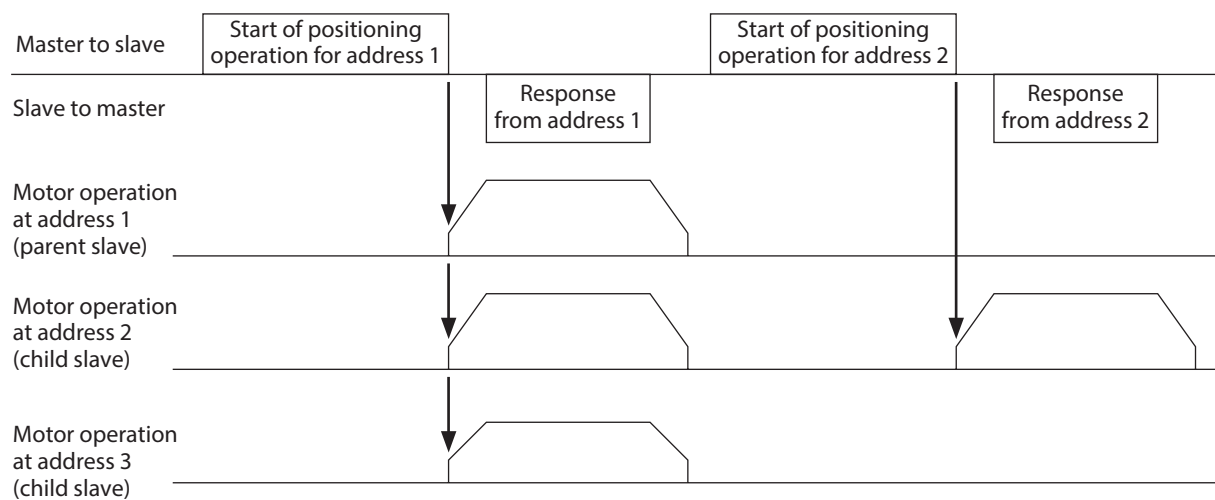 Master to slave
Start of positioning
operation for address 1
Start of positioning
operation for address 2
Slave to master
Response
from address 1
Response
from address 2
Motor operation
at address 1
(parent slave)
Motor operation
at address 2
(child slave)
Motor operation
at address 3
(child slave)